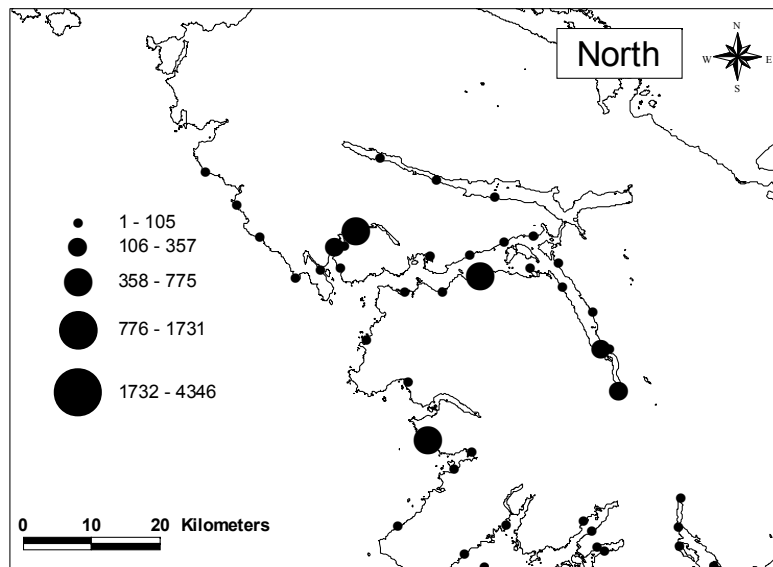 North
N
W E
S
1 - 105
106 - 357
358 - 775
776 - 1731
1732 - 4346
0 10 20 Kilometers